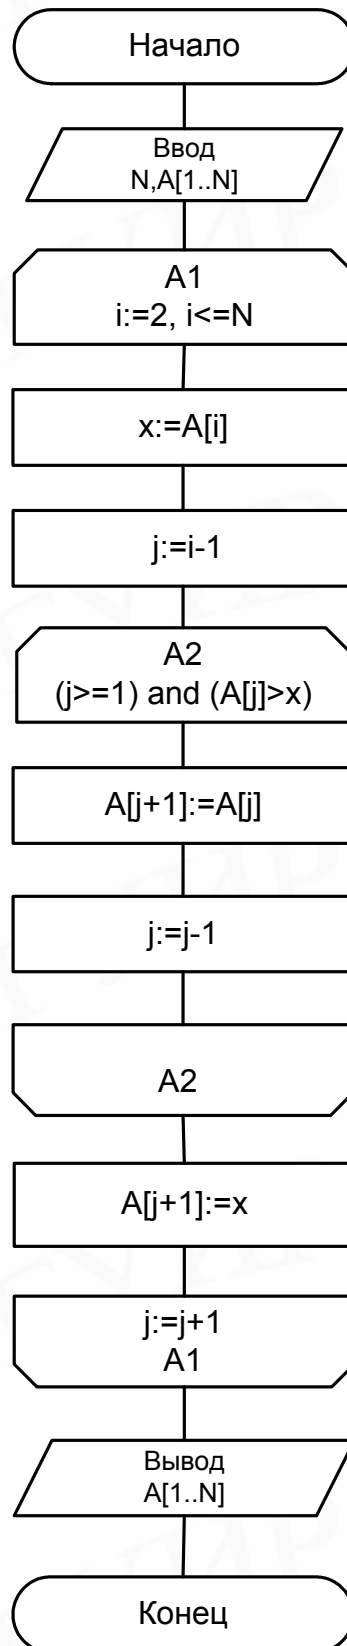 Начало
Ввод
N,A[1..N]
A1
i:=2, i<=N
x:=A[i]
j:=i-1
A2
(j>=1) and (A[j]>x)
A[j+1]:=A[j]
j:=j-1
A2
A[j+1]:=x
j:=j+1
A1
Вывод
A[1..N]
Конец